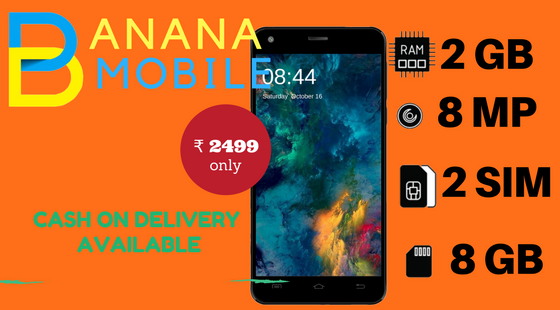 BANANA
MOBILE
08:44
Saturday, October 16
₹ 2499
only
CASH ON DELIVERY
AVAILABLE
RAM 2 GB
8 MP
2 SIM
8 GB